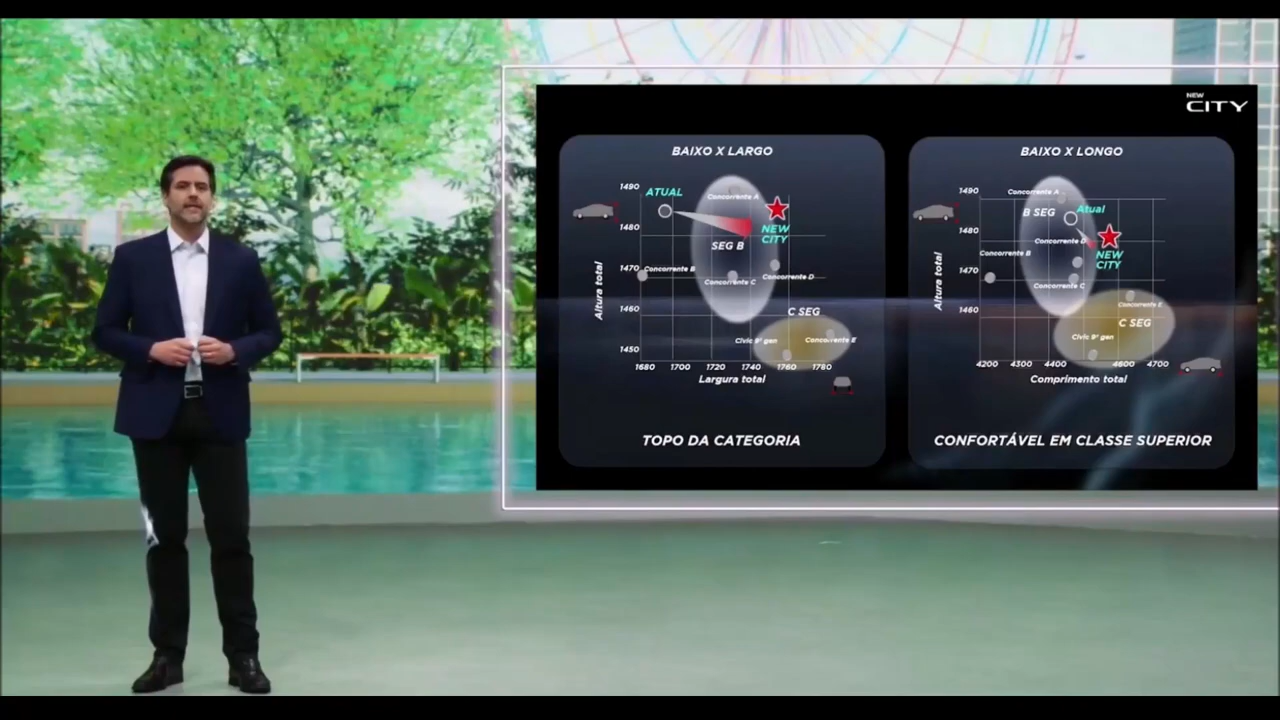 NEW
CITY
BAIXO X LARGO
1490
1480
1470
1460
1450
Altura total
ATUAL
Concorrente A
NEW
CITY
SEG B
Concorrente B
Concorrente C
Concorrente D
C SEG
Civic 9ª gen
Concorrente E
1680
1700
1720
1740
1760
1780
Largura total
TOPO DA CATEGORIA
BAIXO X LONGO
1490
1480
1470
1460
Altura total
Concorrente A
B SEG
Atual
Concorrente D
NEW
CITY
Concorrente B
Concorrente C
Concorrente E
C SEG
Civic 9ª gen
4200
4300
4400
4600
4700
Comprimento total
CONFORTÁVEL EM CLASSE SUPERIOR